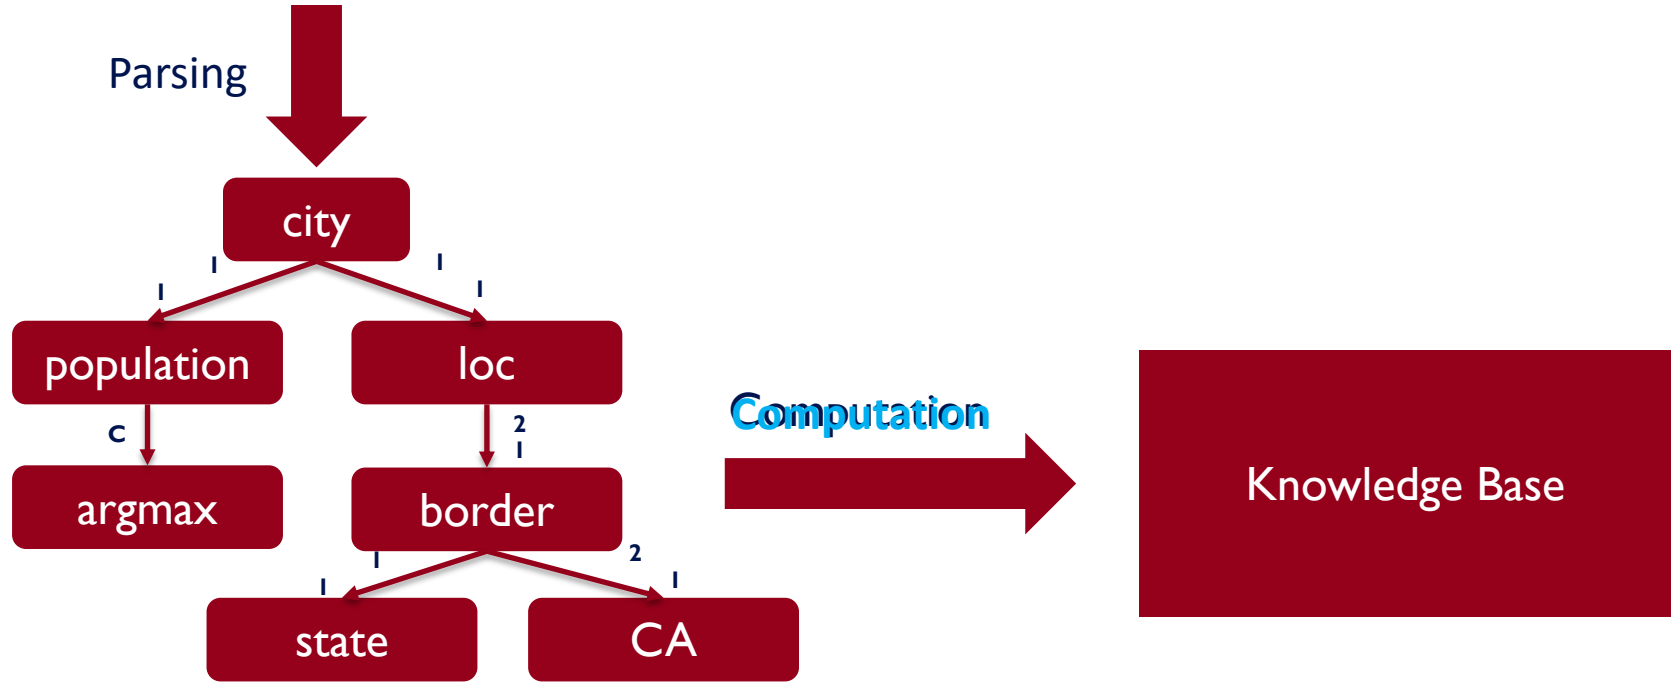 Parsing
city
1
1
1
1
population
loc
C
2
1
Computation
argmax
border
Knowledge Base
1
1
2
1
state
CA